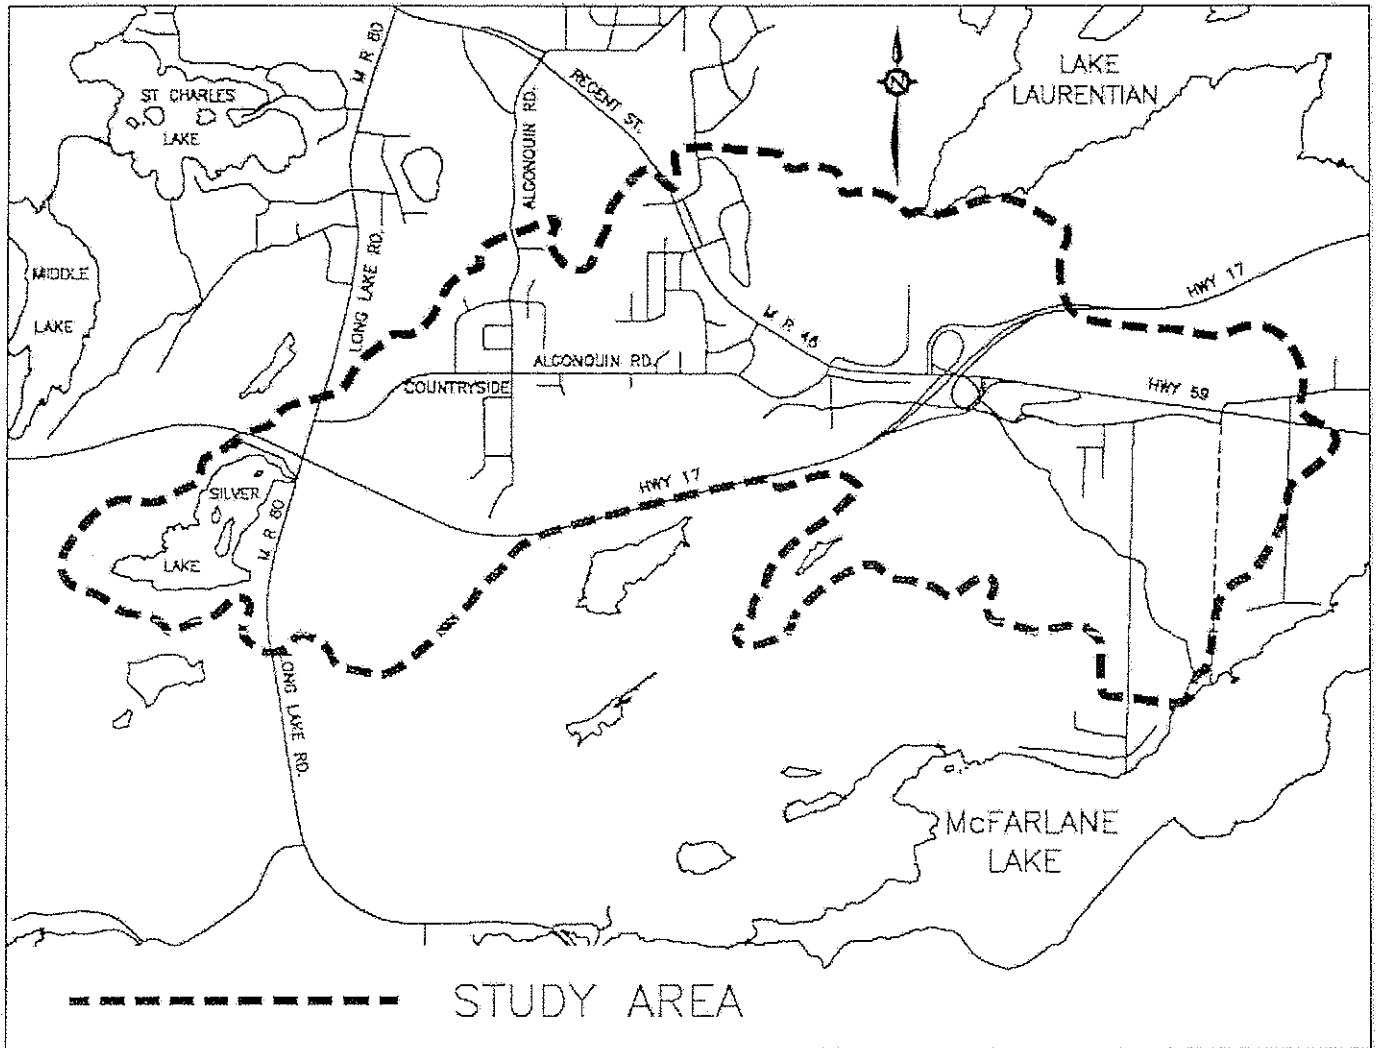 M R 80
LAKE
LAURENTIAN
ST CHARLES
LAKE
REGENT ST.
ALGONQUIN RD.
MIDDLE
LAKE
LONG LAKE RD.
HWY 17
M R 46
ALGONQUIN RD.
COUNTRYSIDE
HWY 59
HWY 17
SILVER
LAKE
M R 80
LONG LAKE RD.
McFARLANE
LAKE
STUDY AREA